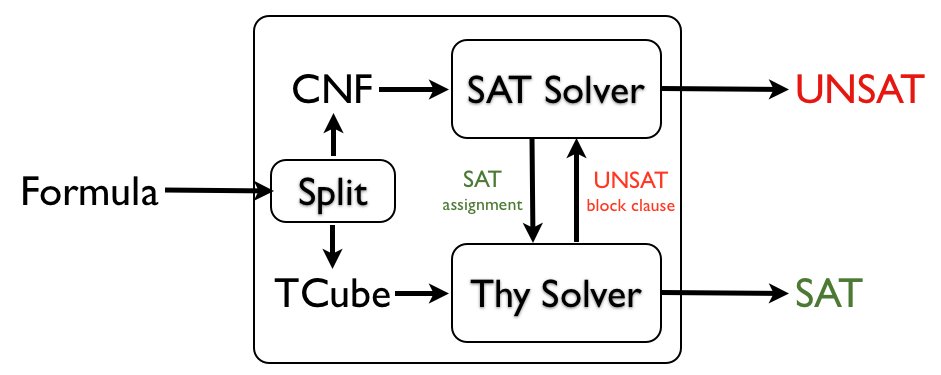 CNF
SAT Solver
UNSAT
Formula
Split
SAT
assignment
UNSAT
block clause
TCube
Thy Solver
SAT